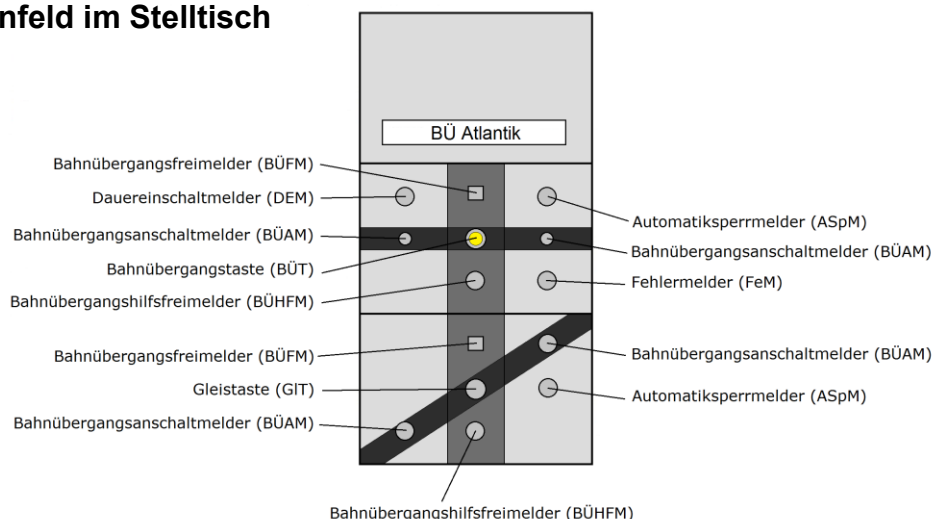 nfeld im Stelltisch
BÜ Atlantik
Bahnübergangsfreimelder (BÜFM)
Dauereinschaltmelder (DEM)
Automatiksperrmelder (ASpM)
Bahnübergangsanschaltmelder (BÜAM)
Bahnübergangsanschaltmelder (BÜAM)
Bahnübergangstaste (BÜT)
Fehlermelder (FeM)
Bahnübergangshilfsfreimelder (BÜHFM)
Bahnübergangsfreimelder (BÜFM)
Bahnübergangsanschaltmelder (BÜAM)
Gleistaste (GlT)
Automatiksperrmelder (ASpM)
Bahnübergangsanschaltmelder (BÜAM)
Bahnübergangshilfsfreimelder (BÜHFM)